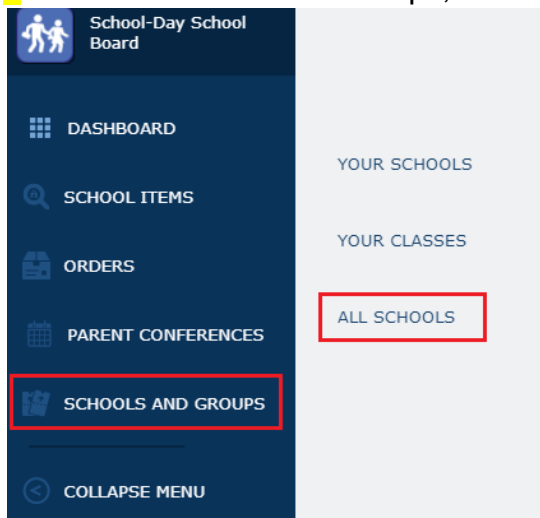 School-Day School
Board
DASHBOARD
SCHOOL ITEMS
ORDERS
PARENT CONFERENCES
SCHOOLS AND GROUPS
COLLAPSE MENU
YOUR SCHOOLS
YOUR CLASSES
ALL SCHOOLS